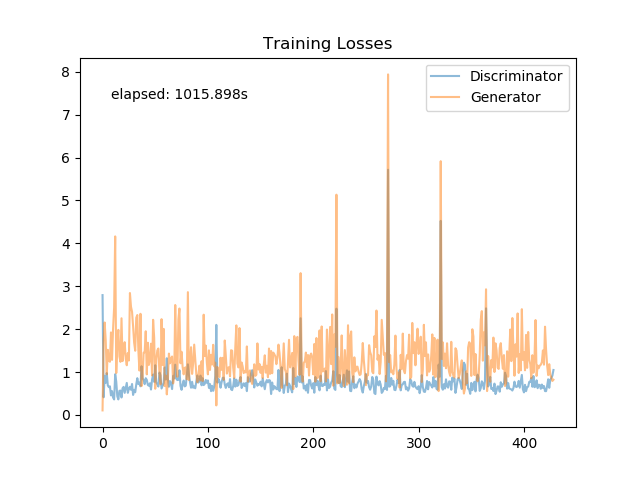 Training Losses
elapsed: 1015.898s
Discriminator
Generator
8
7
6
5
4
3
2
1
0
0 100 200 300 400